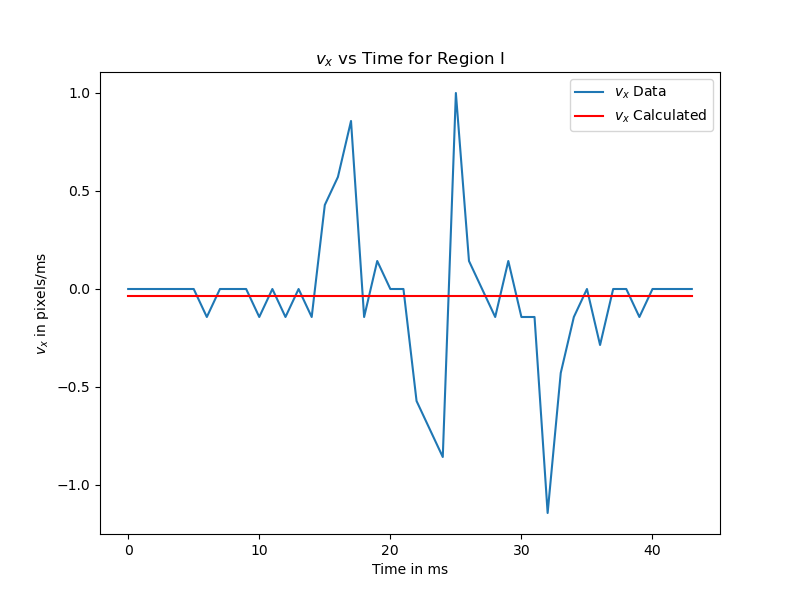 v_x vs Time for Region I
v_x Data
v_x Calculated
1.0
0.5
0.0
−0.5
−1.0
v_x in pixels/ms
0 10 20 30 40
Time in ms